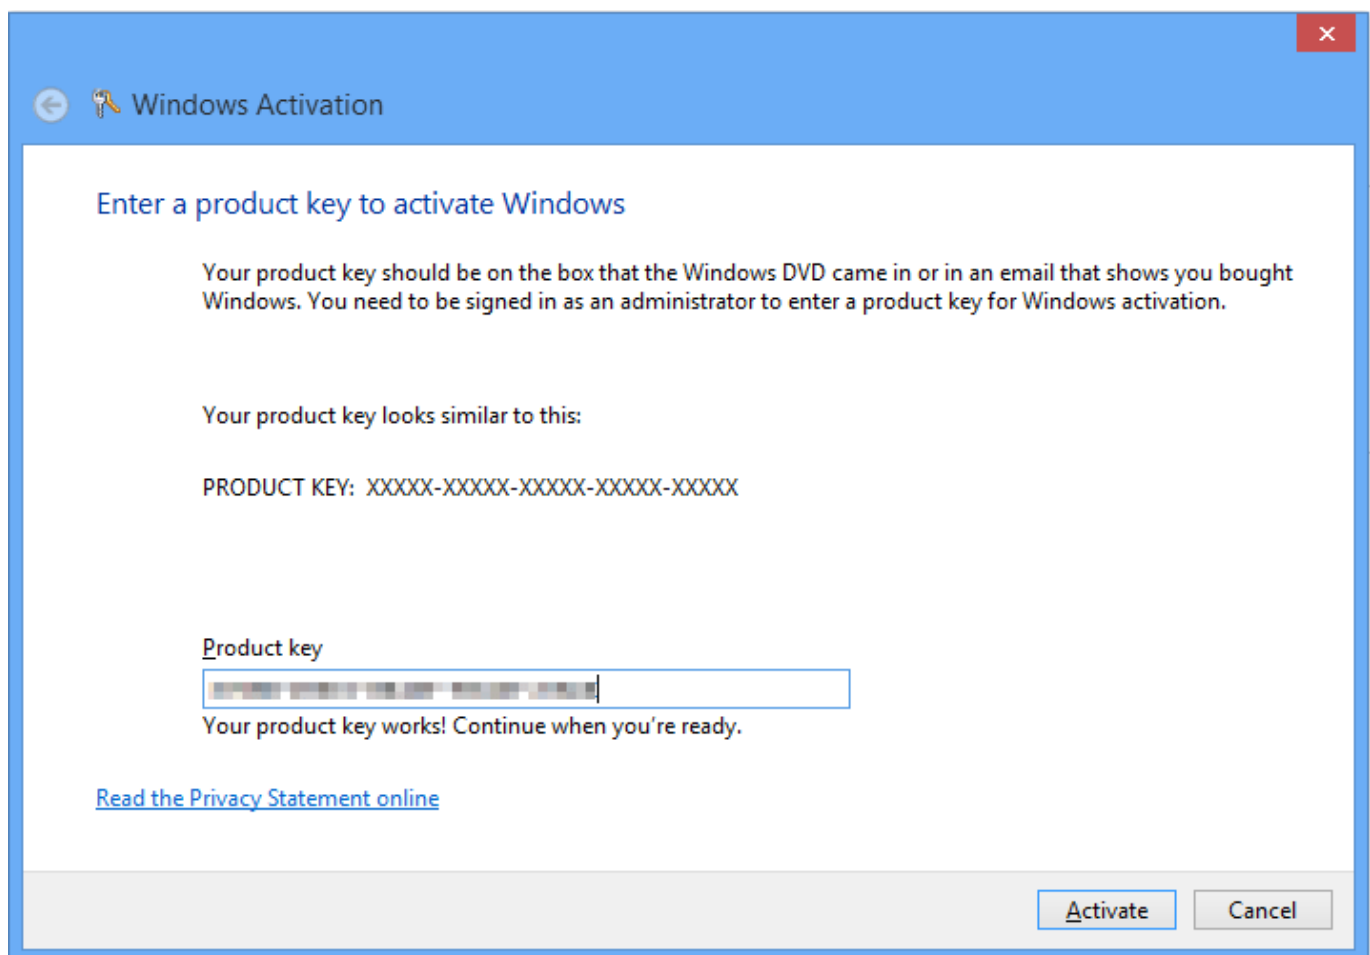 Windows Activation
Enter a product key to activate Windows
Your product key should be on the box that the Windows DVD came in or in an email that shows you bought
Windows. You need to be signed in as an administrator to enter a product key for Windows activation.
Your product key looks similar to this:
PRODUCT KEY: XXXXX-XXXXX-XXXXX-XXXXX-XXXXX
Product key
Your product key works! Continue when you're ready.
Read the Privacy Statement online
Activate Cancel